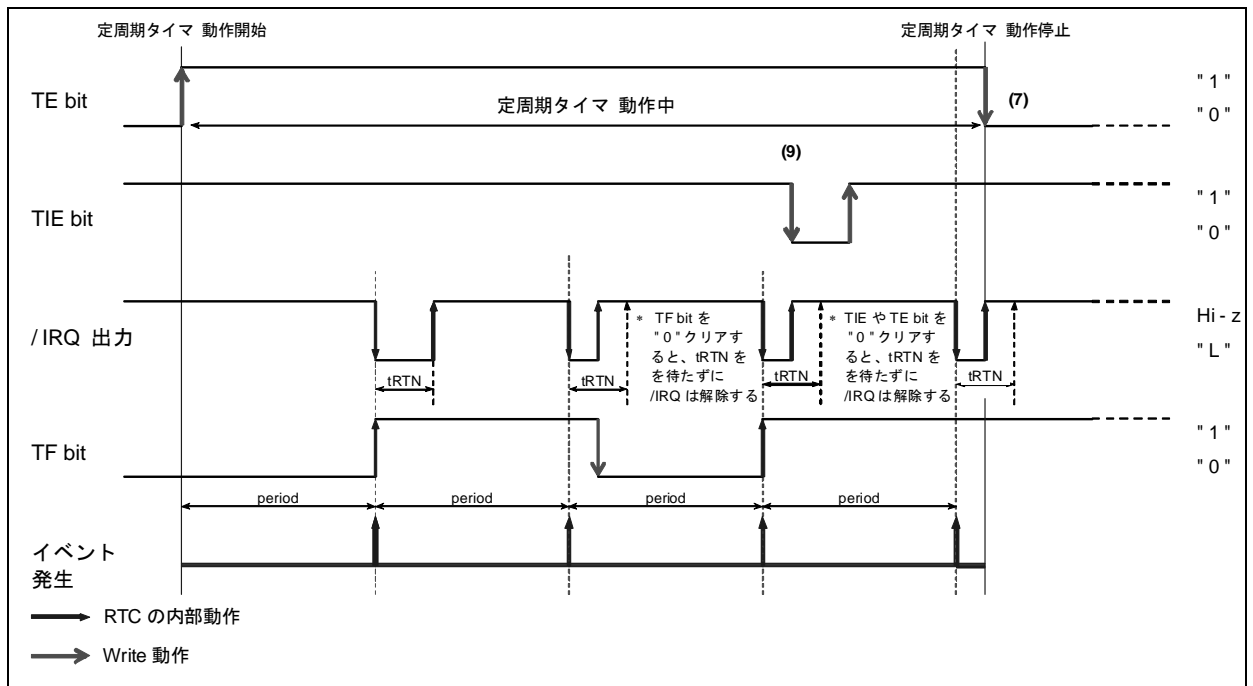 定周期タイマ 動作開始
定周期タイマ 動作停止
TE bit
定周期タイマ 動作中
(7)
"1"
"0"
(9)
TIE bit
"1"
"0"
/ IRQ 出力
tRTN
* TF bit を
"0"クリアす
ると、tRTN を
を待たずに
/IRQ は解除する
tRTN
* TIE や TE bit を
"0"クリアす
ると、tRTN を
を待たずに
/IRQ は解除する
tRTN
Hi - z
"L"
TF bit
"1"
"0"
period
period
period
period
イベント
発生
RTC の内部動作
Write 動作